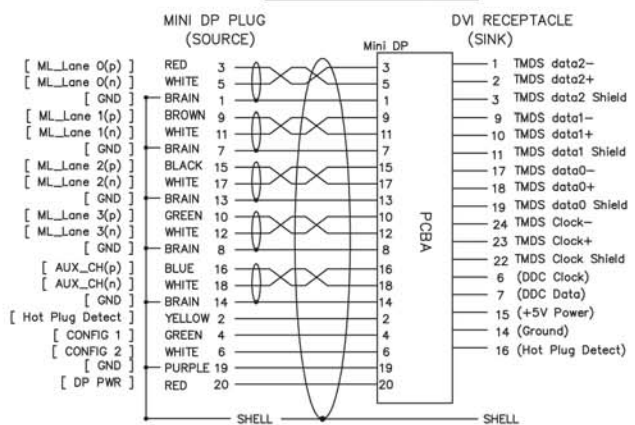 MINI DP PLUG
(SOURCE)
DVI RECEPTACLE
(SINK)
Mini DP
[ ML_Lane 0(p) ] RED 3 3
[ ML_Lane 0(n) ] WHITE 5 5
[ GND ] BRAIN 1 1
[ ML_Lane 1(p) ] BROWN 9 9
[ ML_Lane 1(n) ] WHITE 11 11
[ GND ] BRAIN 7 7
[ ML_Lane 2(p) ] BLACK 15 15
[ ML_Lane 2(n) ] WHITE 17 17
[ GND ] BRAIN 13 13
[ ML_Lane 3(p) ] GREEN 10 10
[ ML_Lane 3(n) ] WHITE 12 12
[ GND ] BRAIN 8 8
[ AUX_CH(p) ] BLUE 16 16
[ AUX_CH(n) ] WHITE 18 18
[ GND ] BRAIN 14 14
[ Hot Plug Detect ] YELLOW 2 2
[ CONFIG 1 ] GREEN 4 4
[ CONFIG 2 ] WHITE 6 6
[ GND ] PURPLE 19 19
[ DP PWR ] RED 20 20
PCBA
1 TMDS data2-
2 TMDS data2+
3 TMDS data2 Shield
9 TMDS data1-
10 TMDS data1+
11 TMDS data1 Shield
17 TMDS data0-
18 TMDS data0+
19 TMDS data0 Shield
24 TMDS Clock-
23 TMDS Clock+
22 TMDS Clock Shield
6 (DDC Clock)
7 (DDC Data)
15 (+5V Power)
14 (Ground)
16 (Hot Plug Detect)
SHELL SHELL